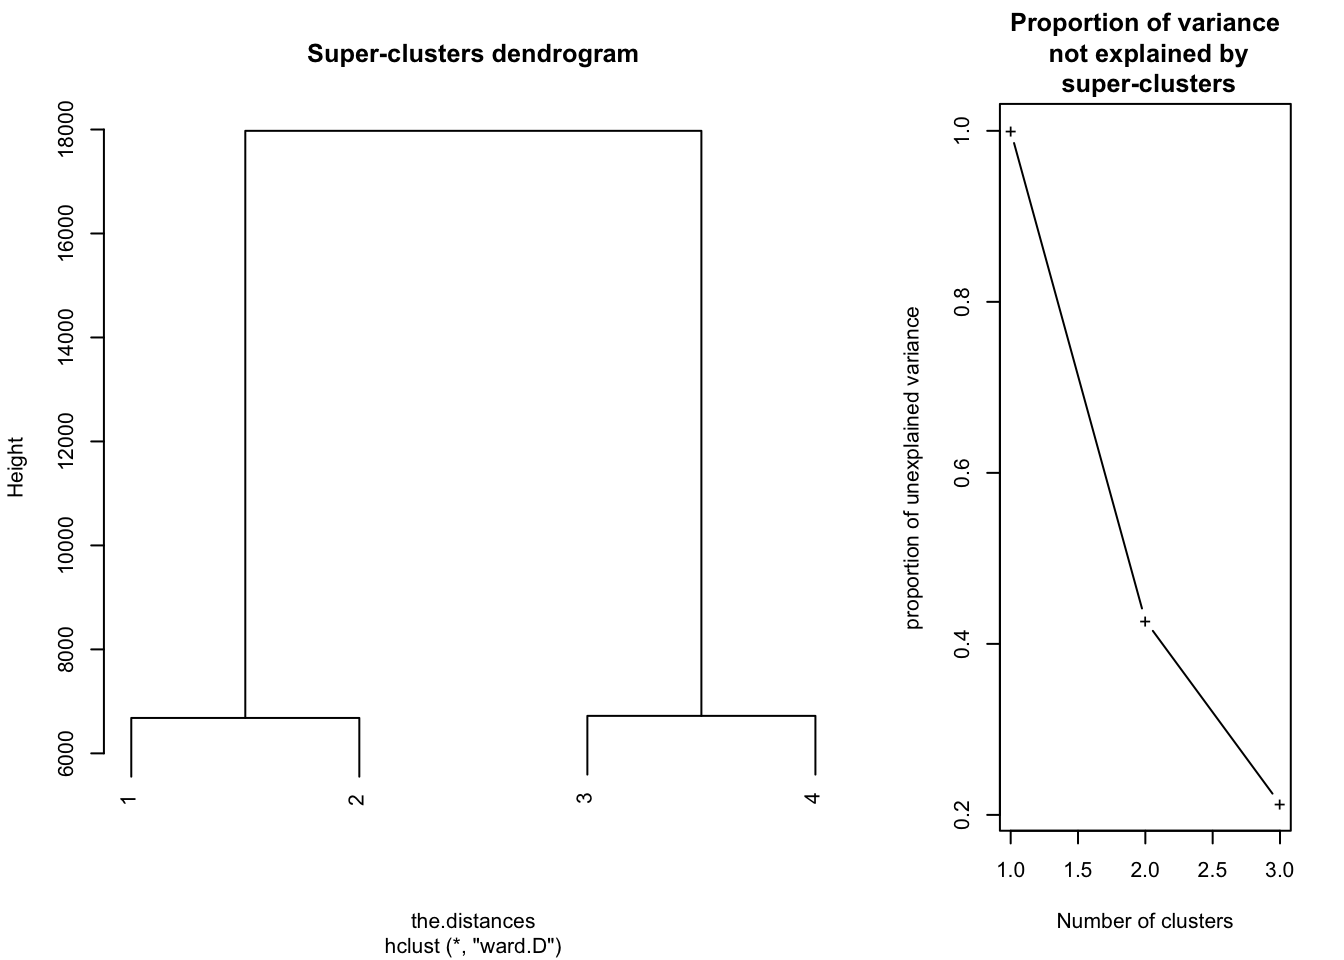 Super-clusters dendrogram
Height
18000
16000
14000
12000
10000
8000
6000
1
2
3
4
the.distances
hclust (*, "ward.D")
Proportion of variance
not explained by
super-clusters
proportion of unexplained variance
1.0
0.8
0.6
0.4
0.2
1.0 1.5 2.0 2.5 3.0
Number of clusters